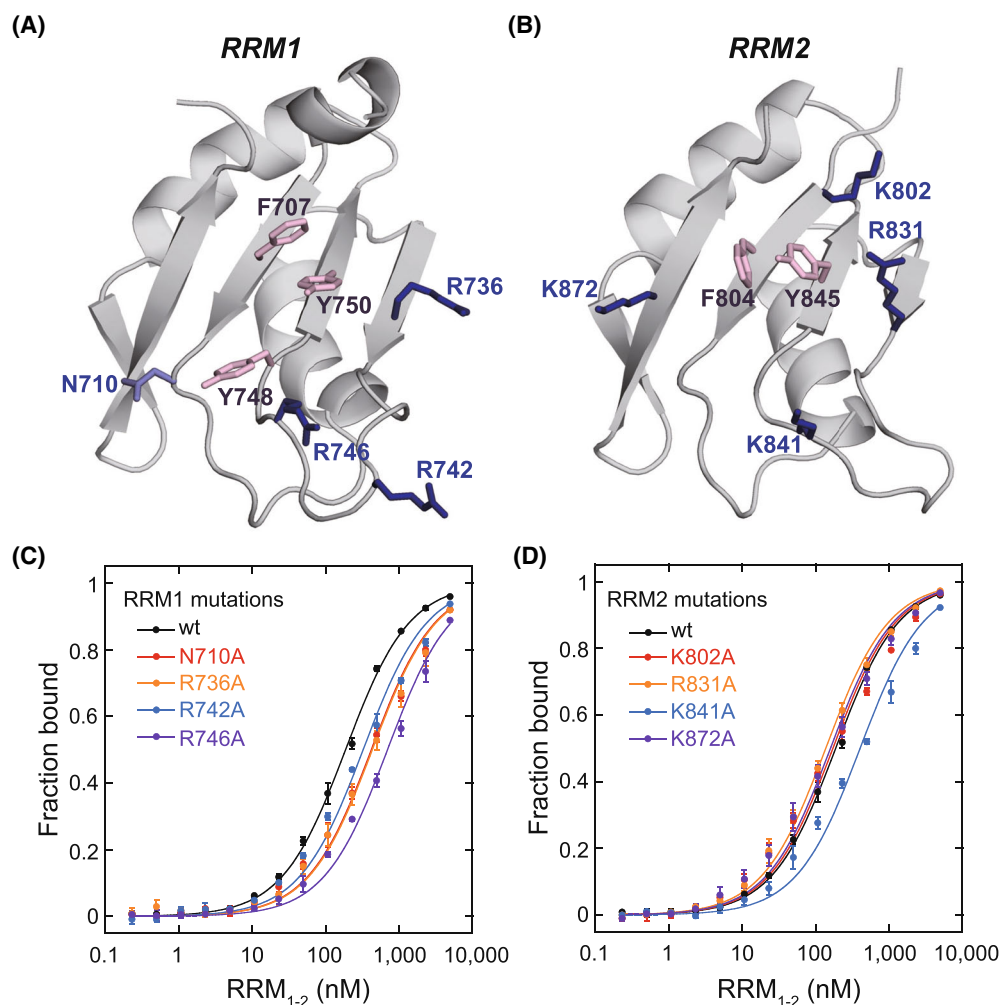 (A)
RRM1
F707
Y750
R736
N710
Y748
R746
R742
(B)
RRM2
K802
R831
K872
F804
Y845
K841
(C)
RRM1 mutations
wt
N710A
R736A
R742A
R746A
Fraction bound
1
0.8
0.6
0.4
0.2
0
0.1
1
10
100
1,000
10,000
RRM1-2 (nM)
(D)
RRM2 mutations
wt
K802A
R831A
K841A
K872A
Fraction bound
1
0.8
0.6
0.4
0.2
0
0.1
1
10
100
1,000
10,000
RRM1-2 (nM)